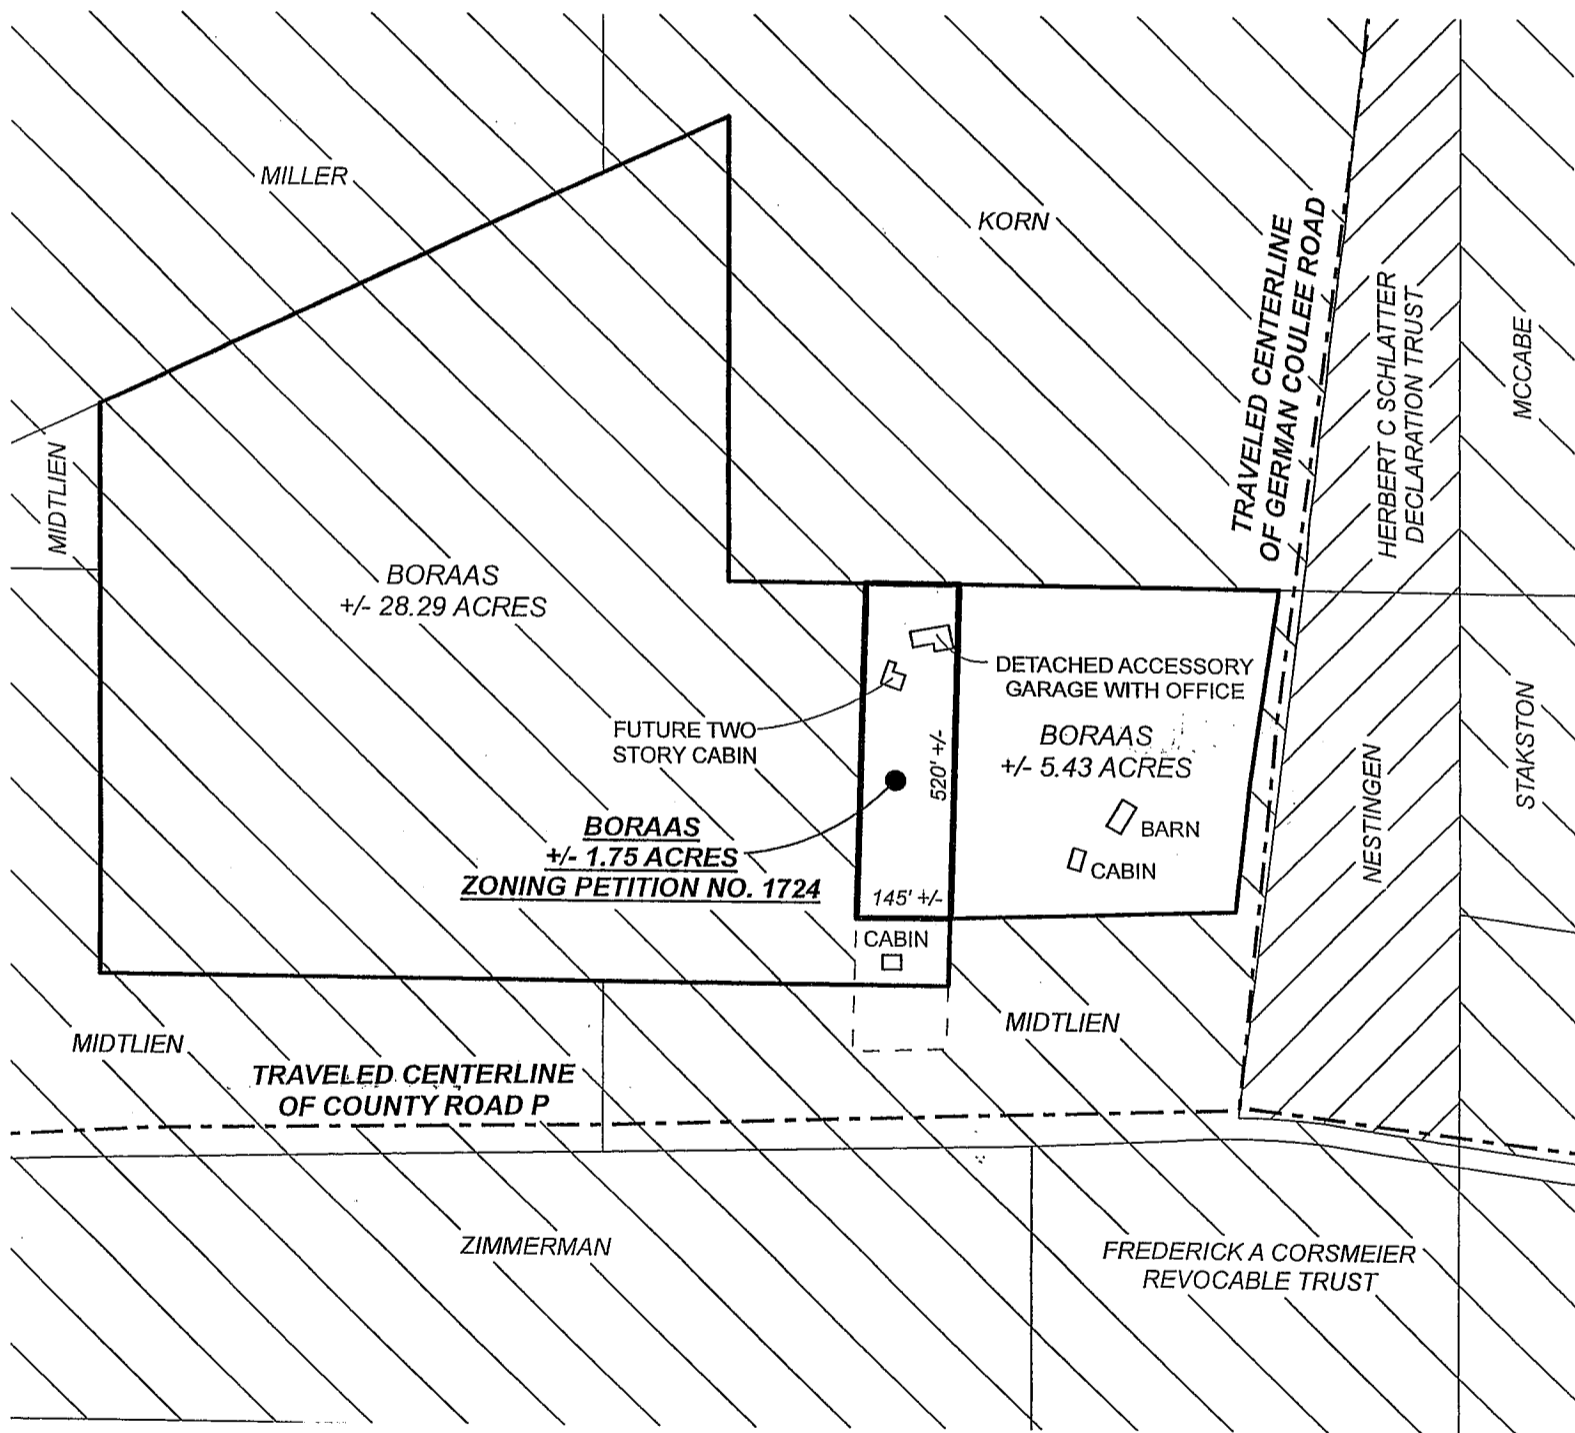 MILLER
KORN
TRAVELED CENTERLINE
OF GERMAN COULEE ROAD
HERBERT C SCHLATTER
DECLARATION TRUST
MCCABE
MIDTLIEN
BORAAS
+/- 28.29 ACRES
DETACHED ACCESSORY
GARAGE WITH OFFICE
FUTURE TWO
STORY CABIN
520' +/-
BORAAS
+/- 5.43 ACRES
NESTINGEN
STAKSTON
BORAAS
+/- 1.75 ACRES
ZONING PETITION NO. 1724
BARN
CABIN
145' +/-
CABIN
MIDTLIEN
MIDTLIEN
TRAVELED CENTERLINE
OF COUNTY ROAD P
ZIMMERMAN
FREDERICK A CORSMEIER
REVOCABLE TRUST